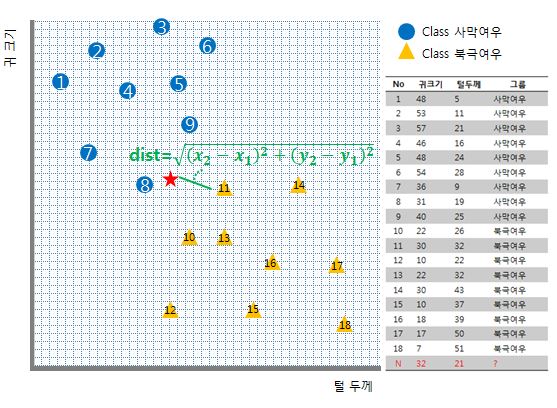 귀 크기
3
2
6
1
5
4
9
7
dist=√(x₂ − x₁)² + (y₂ − y₁)²
8
11
14
10
13
16
17
12
15
18
털 두께
Class 사막여우
Class 북극여우
No 귀크기 털두께 그룹
1 48 5 사막여우
2 53 11 사막여우
3 57 21 사막여우
4 46 16 사막여우
5 48 24 사막여우
6 54 28 사막여우
7 36 9 사막여우
8 31 19 사막여우
9 40 25 사막여우
10 22 26 북극여우
11 30 32 북극여우
12 10 22 북극여우
13 22 32 북극여우
14 30 43 북극여우
15 10 37 북극여우
16 18 39 북극여우
17 17 50 북극여우
18 7 51 북극여우
N 32 21 ?